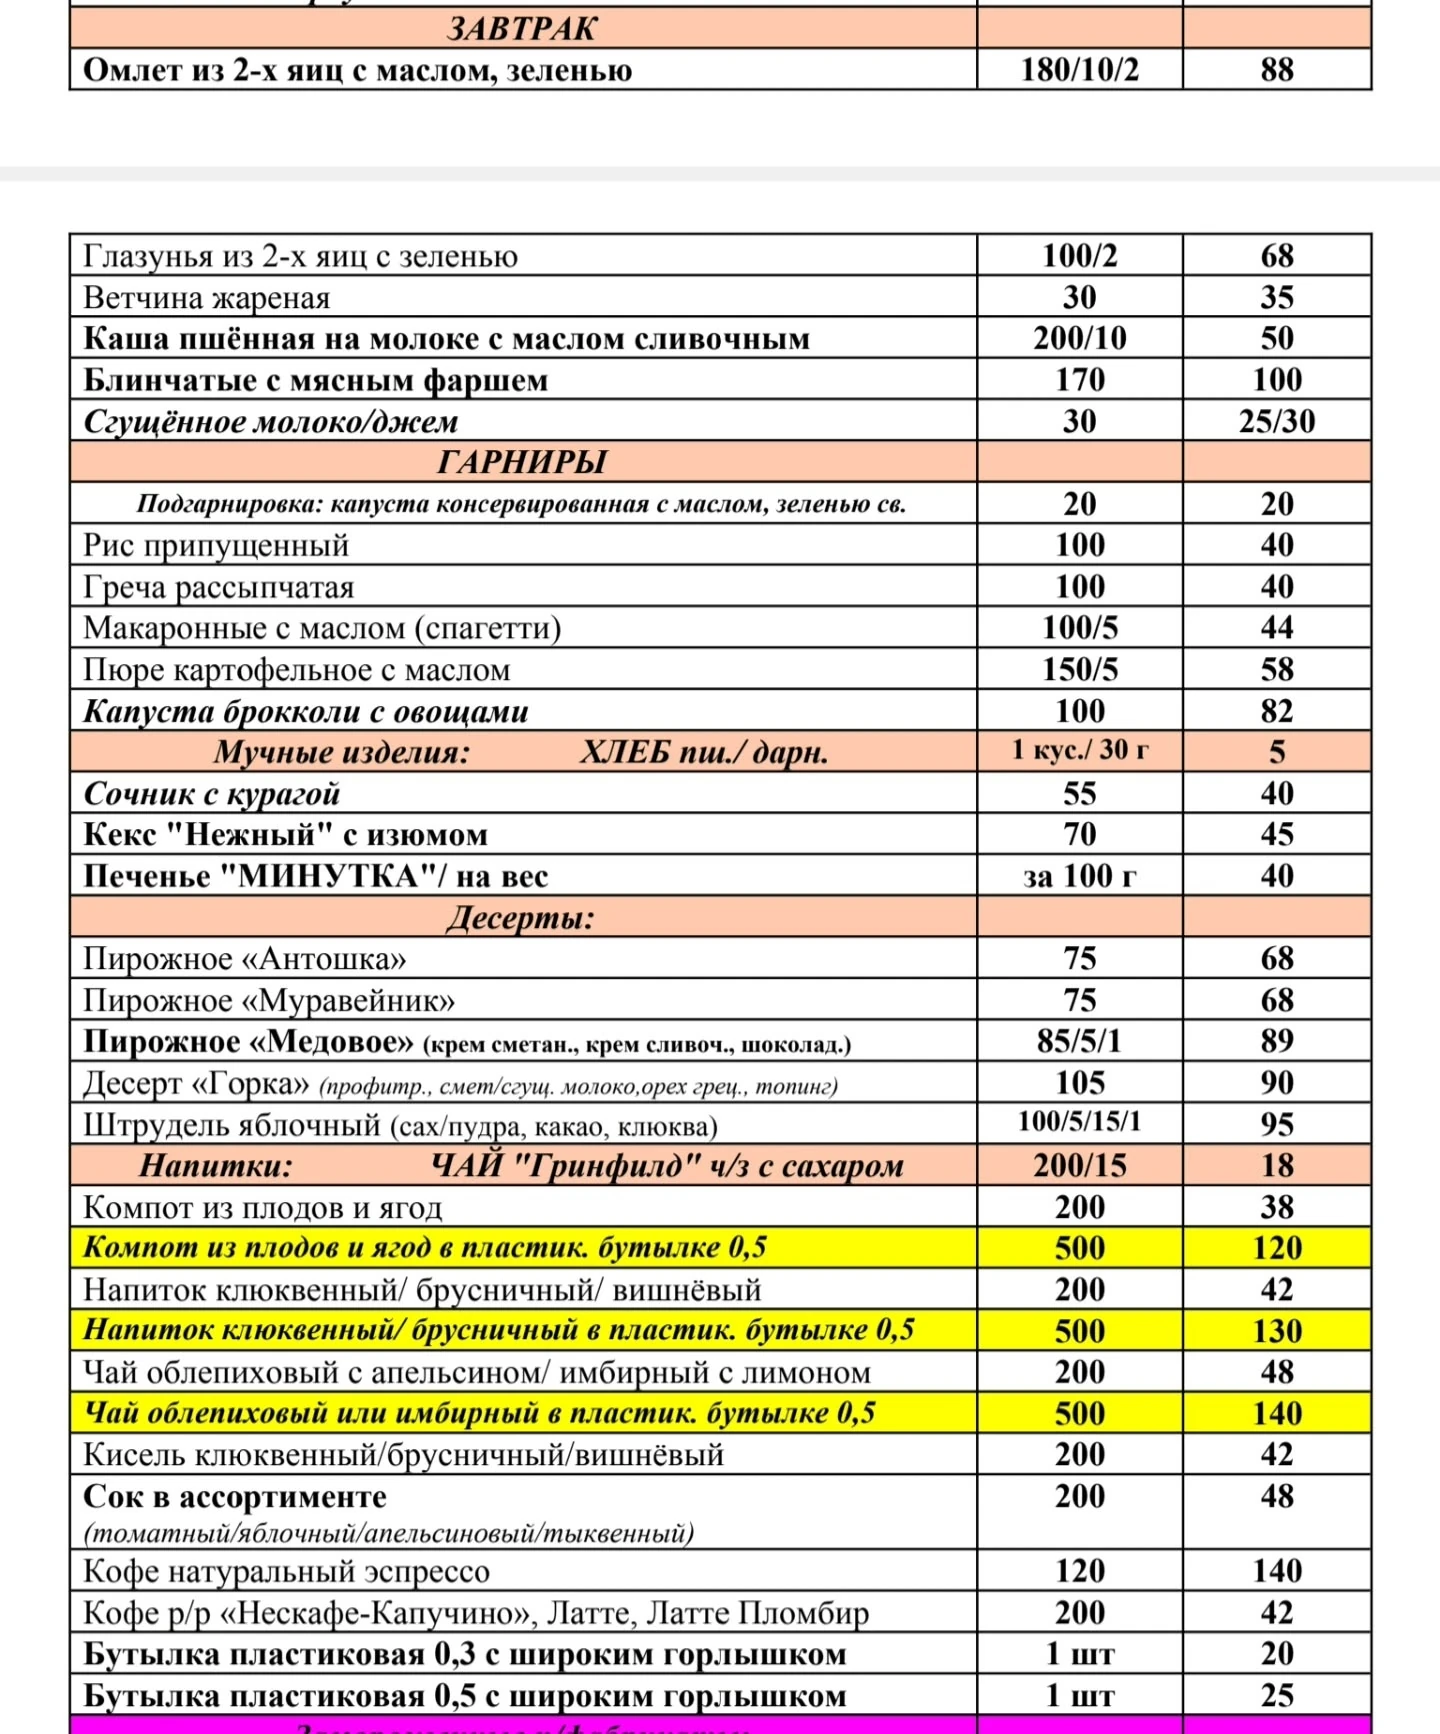 ЗАВТРАК
Омлет из 2-х яиц с маслом, зеленью 180/10/2 88
Глазунья из 2-х яиц с зеленью 100/2 68
Ветчина жареная 30 35
Каша пшённая на молоке с маслом сливочным 200/10 50
Блинчатые с мясным фаршем 170 100
Сгущённое молоко/джем 30 25/30
ГАРНИРЫ
Подгарнировка: капуста консервированная с маслом, зеленью св. 20 20
Рис припущенный 100 40
Греча рассыпчатая 100 40
Макаронные с маслом (спагетти) 100/5 44
Пюре картофельное с маслом 150/5 58
Капуста брокколи с овощами 100 82
Мучные изделия: ХЛЕБ пш./ дарн. 1 кус./ 30 г 5
Сочник с курагой 55 40
Кекс "Нежный" с изюмом 70 45
Печенье "МИНУТКА"/ на вес за 100 г 40
Десерты:
Пирожное «Антошка» 75 68
Пирожное «Муравейник» 75 68
Пирожное «Медовое» (крем сметан., крем сливоч., шоколад.) 85/5/1 89
Десерт «Горка» (профитр., смет/сгущ. молоко,орех грец., топинг) 105 90
Штрудель яблочный (сах/пудра, какао, клюква) 100/5/15/1 95
Напитки: ЧАЙ "Гринфилд" ч/з с сахаром 200/15 18
Компот из плодов и ягод 200 38
Компот из плодов и ягод в пластик. бутылке 0,5 500 120
Напиток клюквенный/ брусничный/ вишнёвый 200 42
Напиток клюквенный/ брусничный в пластик. бутылке 0,5 500 130
Чай облепиховый с апельсином/ имбирный с лимоном 200 48
Чай облепиховый или имбирный в пластик. бутылке 0,5 500 140
Кисель клюквенный/брусничный/вишнёвый 200 42
Сок в ассортименте 200 48
(томатный/яблочный/апельсиновый/тыквенный)
Кофе натуральный эспрессо 120 140
Кофе р/р «Нескафе-Капучино», Латте, Латте Пломбир 200 42
Бутылка пластиковая 0,3 с широким горлышком 1 шт 20
Бутылка пластиковая 0,5 с широким горлышком 1 шт 25